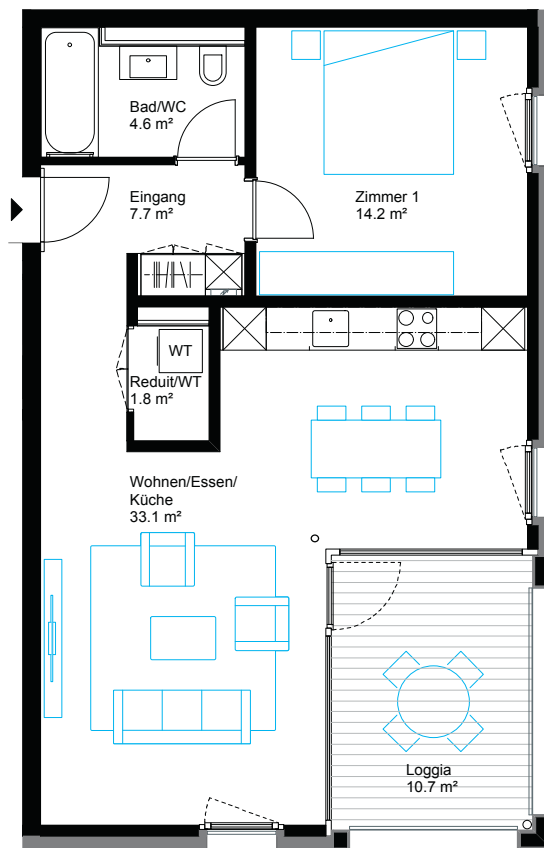 Bad/WC
4.6 m²
Eingang
7.7 m²
Zimmer 1
14.2 m²
WT
Reduit/WT
1.8 m²
Wohnen/Essen/
Küche
33.1 m²
Loggia
10.7 m²